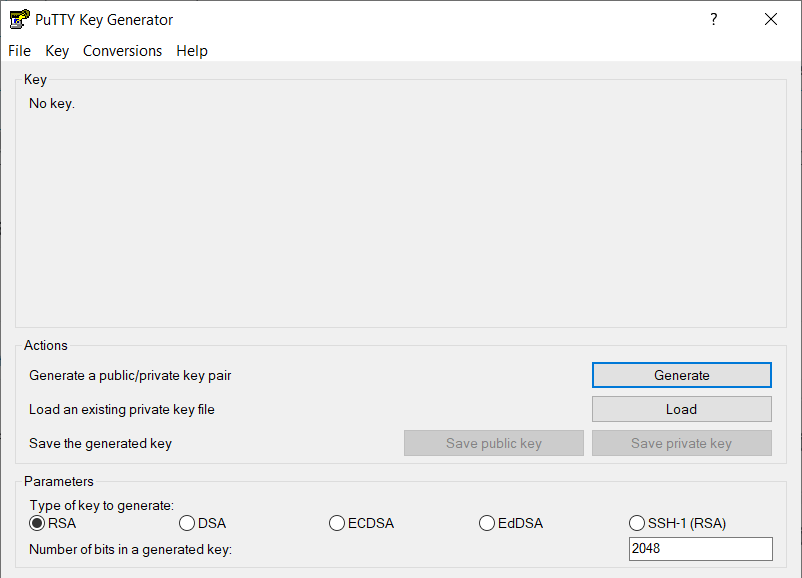 PuTTY Key Generator ?
File Key Conversions Help
Key
No key.
Actions
Generate a public/private key pair Generate
Load an existing private key file Load
Save the generated key Save public key Save private key
Parameters
Type of key to generate:
RSA DSA ECDSA EdDSA SSH-1 (RSA)
Number of bits in a generated key: 2048